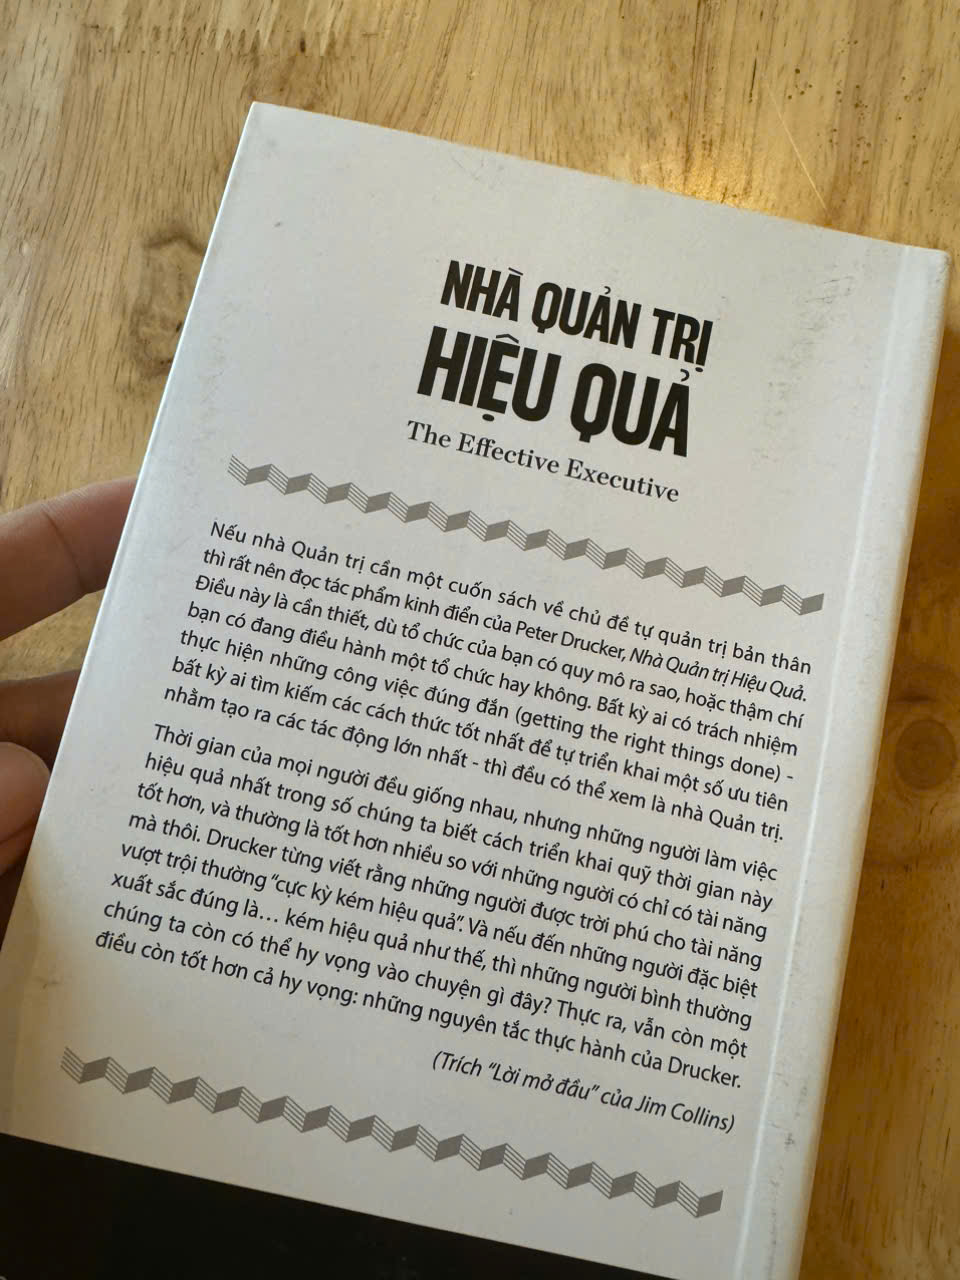 NHÀ QUẢN TRỊ
HIỆU QUẢ
The Effective Executive
Nếu nhà Quản trị cần một cuốn sách về chủ đề tự quản trị bản thân
thì rất nên đọc tác phẩm kinh điển của Peter Drucker, Nhà Quản trị Hiệu Quả.
Điều này là cần thiết, dù tổ chức của bạn có quy mô ra sao, hoặc thậm chí
bạn có đang điều hành một tổ chức hay không. Bất kỳ ai có trách nhiệm
thực hiện những công việc đúng đắn (getting the right things done) -
bất kỳ ai tìm kiếm các cách thức tốt nhất để tự triển khai một số ưu tiên
nhằm tạo ra các tác động lớn nhất - thì đều có thể xem là nhà Quản trị.
Thời gian của mọi người đều giống nhau, nhưng những người làm việc
hiệu quả nhất trong số chúng ta biết cách triển khai quỹ thời gian này
tốt hơn, và thường là tốt hơn nhiều so với những người có chỉ có tài năng
mà thôi. Drucker từng viết rằng những người được trời phú cho tài năng
vượt trội thường “cực kỳ kém hiệu quả”. Và nếu đến những người đặc biệt
xuất sắc đúng là... kém hiệu quả như thế, thì những người bình thường
chúng ta còn có thể hy vọng vào chuyện gì đây? Thực ra, vẫn còn một
điều còn tốt hơn cả hy vọng: những nguyên tắc thực hành của Drucker.
(Trích “Lời mở đầu” của Jim Collins)